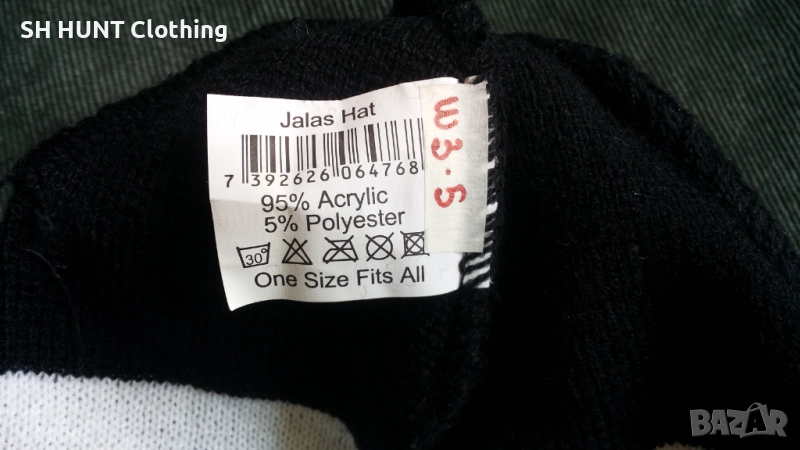 SH HUNT Clothing
Jalas Hat
7 392626 064768
95% Acrylic
5% Polyester
30°
One Size Fits All
W3.5
BAZAR